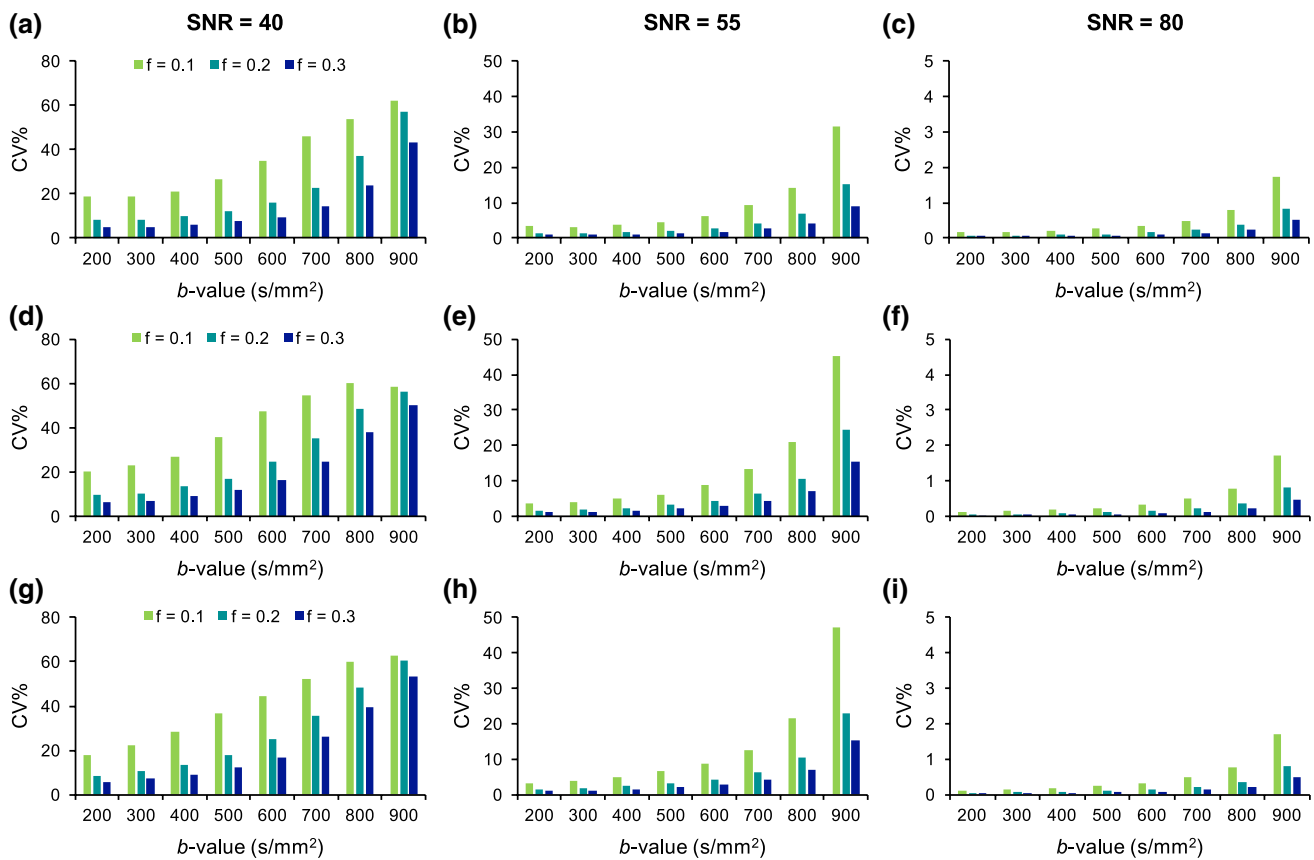 (a) SNR = 40 (b) SNR = 55 (c) SNR = 80
80 50 5
f = 0.1 f = 0.2 f = 0.3
60 40 4
30 3
CV% CV% CV%
40
20 2
20
10 1
0 0 0
200 300 400 500 600 700 800 900 200 300 400 500 600 700 800 900 200 300 400 500 600 700 800 900
b-value (s/mm²) b-value (s/mm²) b-value (s/mm²)
(d) (e) (f)
80 50 5
f = 0.1 f = 0.2 f = 0.3
60 40 4
30 3
CV% CV% CV%
40
20 2
20
10 1
0 0 0
200 300 400 500 600 700 800 900 200 300 400 500 600 700 800 900 200 300 400 500 600 700 800 900
b-value (s/mm²) b-value (s/mm²) b-value (s/mm²)
(g) (h) (i)
80 50 5
f = 0.1 f = 0.2 f = 0.3
60 40 4
30 3
CV% CV% CV%
40
20 2
20
10 1
0 0 0
200 300 400 500 600 700 800 900 200 300 400 500 600 700 800 900 200 300 400 500 600 700 800 900
b-value (s/mm²) b-value (s/mm²) b-value (s/mm²)